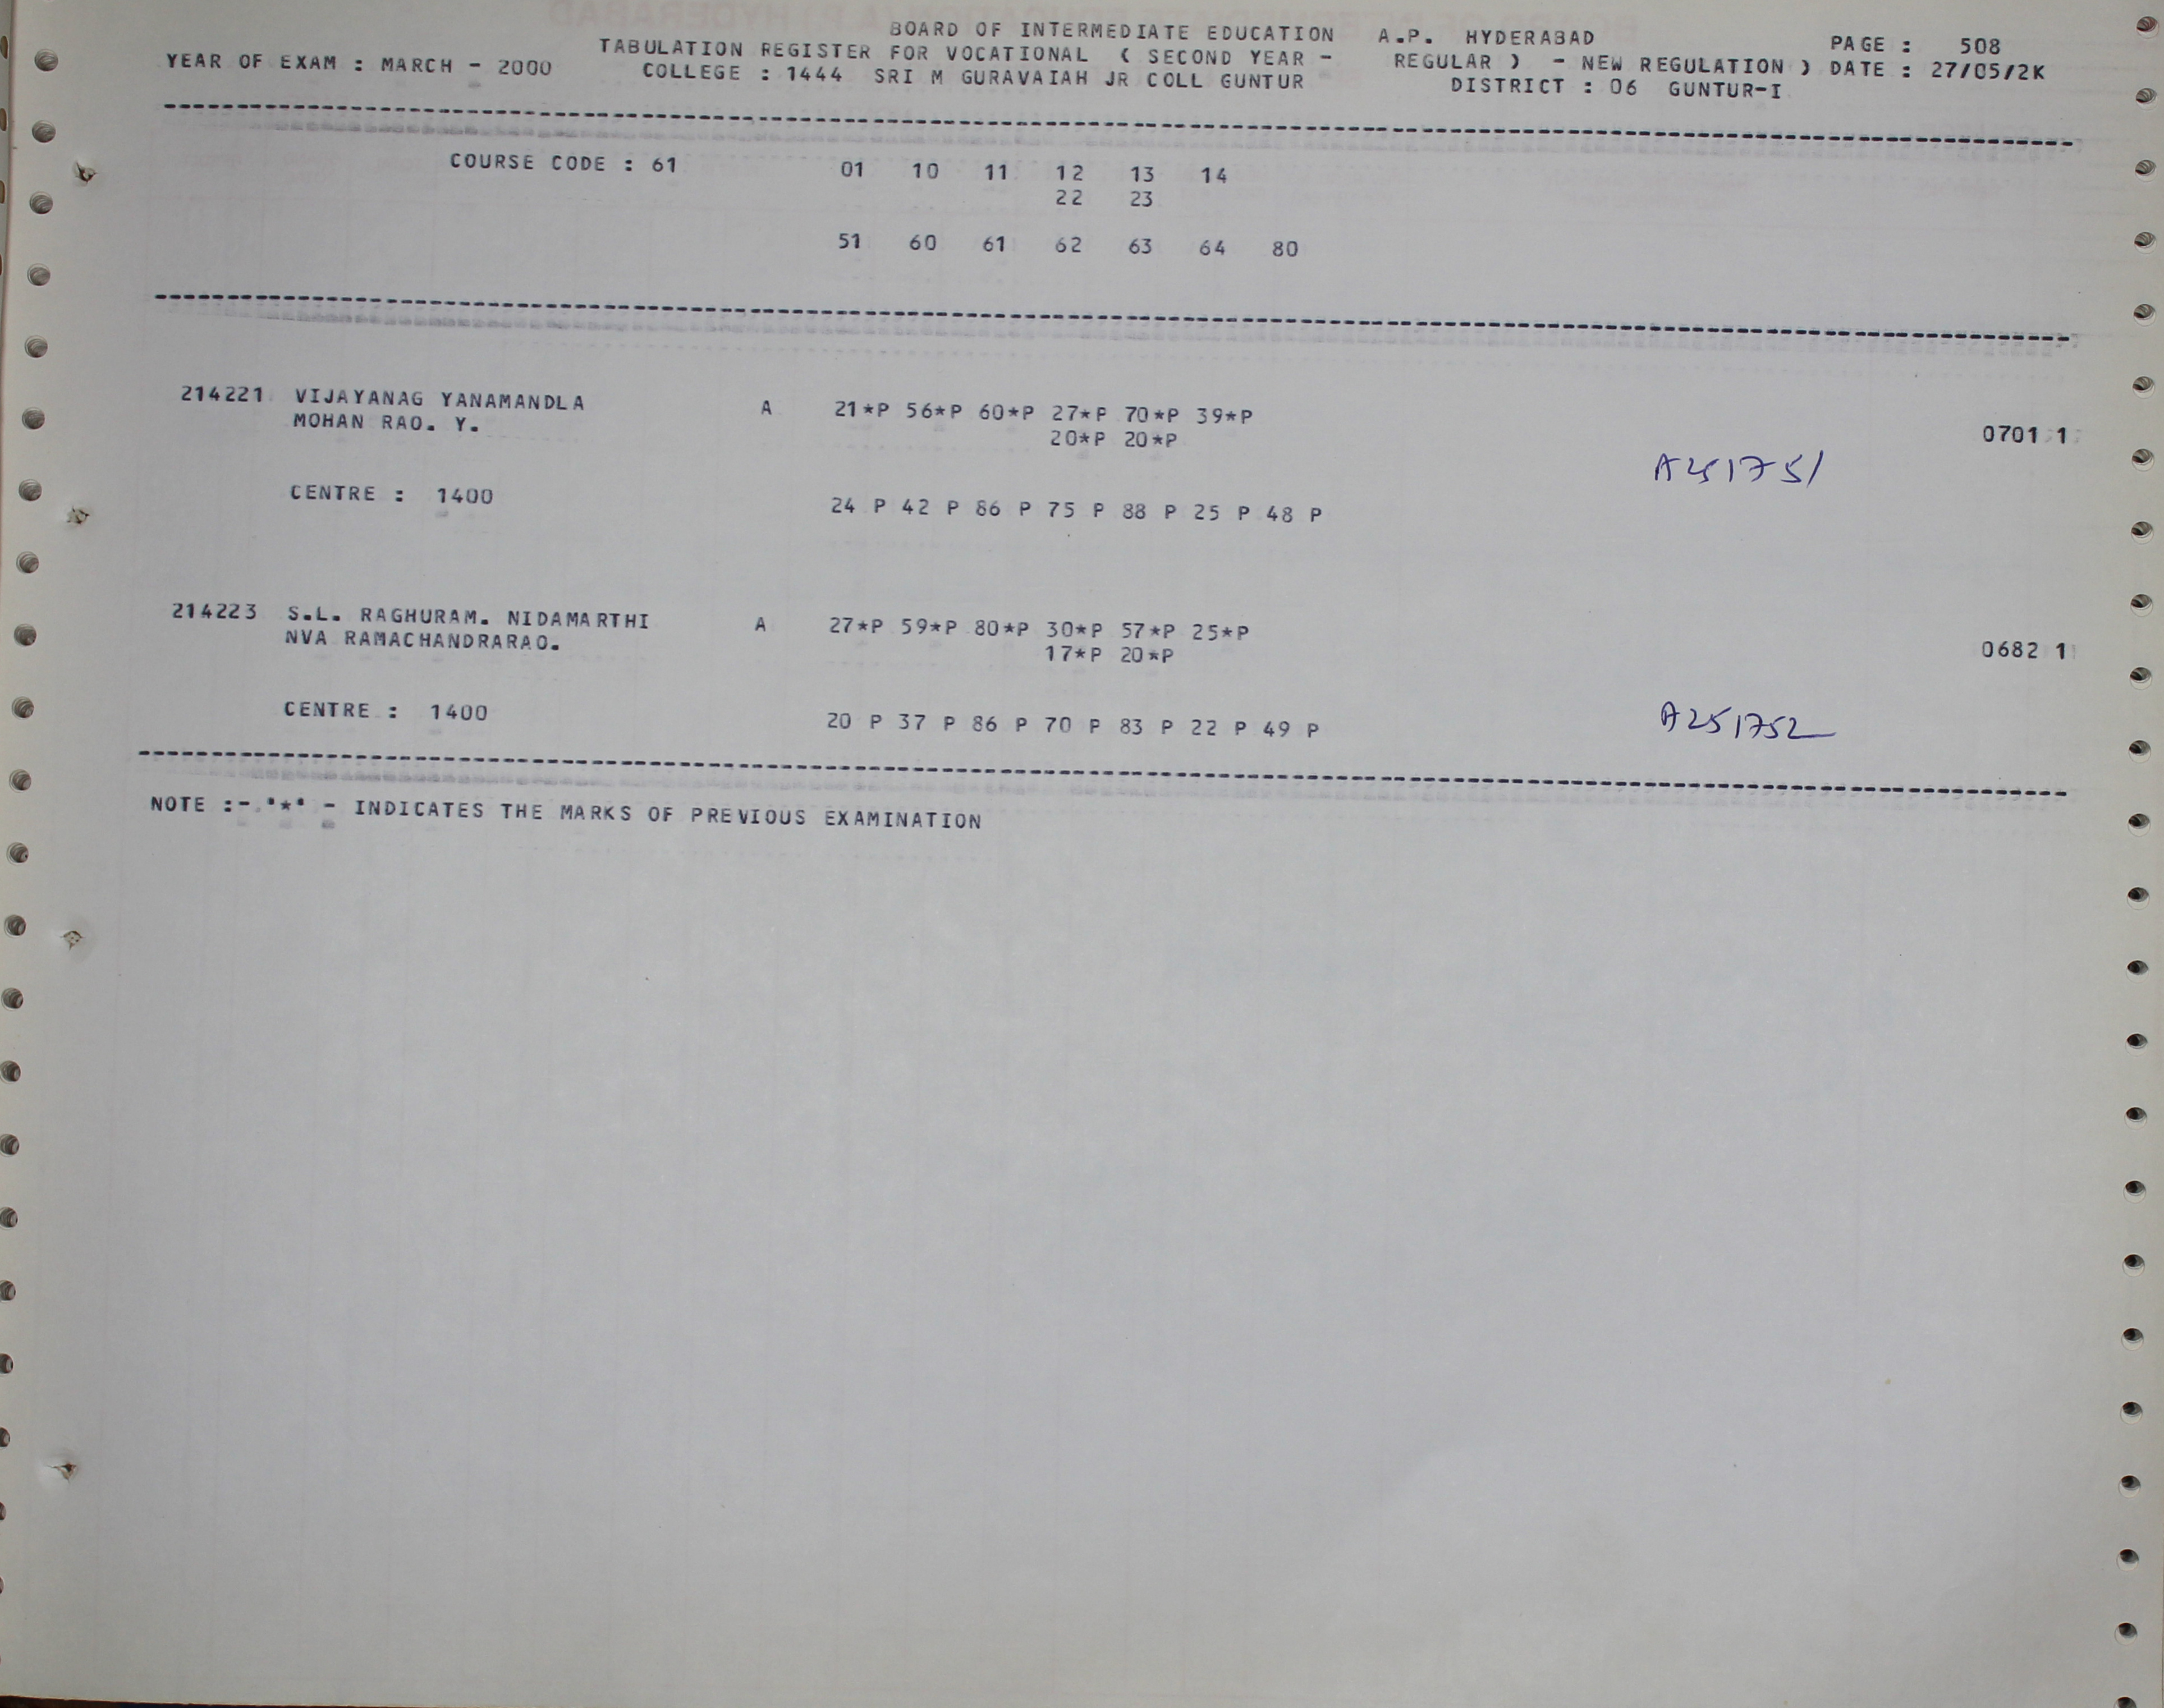 BOARD OF INTERMEDIATE EDUCATION A.P. HYDERABAD
YEAR OF EXAM : MARCH - 2000 TABULATION REGISTER FOR VOCATIONAL ( SECOND YEAR - REGULAR ) - NEW REGULATION ) PAGE : 508
COLLEGE : 1444 SRI M GURAVAIAH JR COLL GUNTUR DISTRICT : 06 GUNTUR-I DATE : 27/05/2K
COURSE CODE : 61 01 10 11 12 13 14
22 23
51 60 61 62 63 64 80
214221 VIJAYANAG YANAMANDLA A 21*P 56*P 60*P 27*P 70*P 39*P
MOHAN RAO. Y. 20*P 20*P 0701 1
A251751
CENTRE : 1400 24 P 42 P 86 P 75 P 88 P 25 P 48 P
214223 S.L. RAGHURAM. NIDAMARTHI A 27*P 59*P 80*P 30*P 57*P 25*P
NVA RAMACHANDRARAO. 17*P 20*P 0682 1
CENTRE : 1400 20 P 37 P 86 P 70 P 83 P 22 P 49 P A251752
NOTE :- '*' - INDICATES THE MARKS OF PREVIOUS EXAMINATION